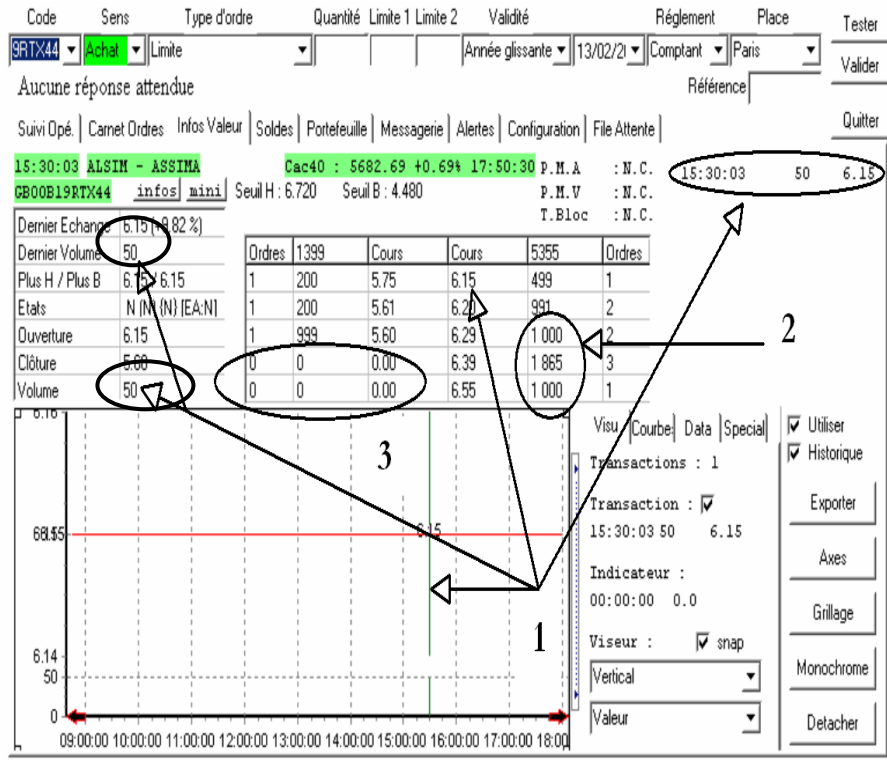 Code Sens Type d'ordre Quantité Limite 1 Limite 2 Validité Réglement Place Tester
9RTX44 Achat Limite Année glissante 13/02/2 Comptant Paris Valider
Aucune réponse attendue Référence
Suivi Opé. Carnet Ordres Infos Valeur Soldes Portefeuille Messagerie Alertes Configuration File Attente Quitter
15:30:03 ALSIM - ASSIMA Cac40 : 5682.69 +0.69% 17:50:30 P.M.A : N.C. 15:30:03 50 6.15
GB00B19RTX44 infos mini Seuil H : 6.720 Seuil B : 4.480 P.M.V : N.C.
T.Bloc : N.C.
Dernier Echange 6.15 82 %)
Dernier Volume 50 Ordres 1399 Cours Cours 5355 Ordres
Plus H / Plus B 6.15 / 6.15 1 200 5.75 6.15 499 1
Etats N (N) {N} [EA:N] 1 200 5.61 6.20 991 2
Ouverture 6.15 1 999 5.60 6.29 1 000 2
Clôture 5.60 0 0 0.00 6.39 1 865 3
Volume 50 0 0 0.00 6.55 1 000 1
2
6.16 Visu Courbe: Data Special Utiliser
Historique
3 Transactions : 1
Transaction : Exporter
6.15 15:30:03 50 6.15
Indicateur : Axes
00:00:00 0.0
Grillage
1 Viseur : snap
6.14 Monochrome
50 Vertical
0 Valeur Detacher
09:00:00 10:00:00 11:00:00 12:00:00 13:00:00 14:00:00 15:00:00 16:00:00 17:00:00 18:00